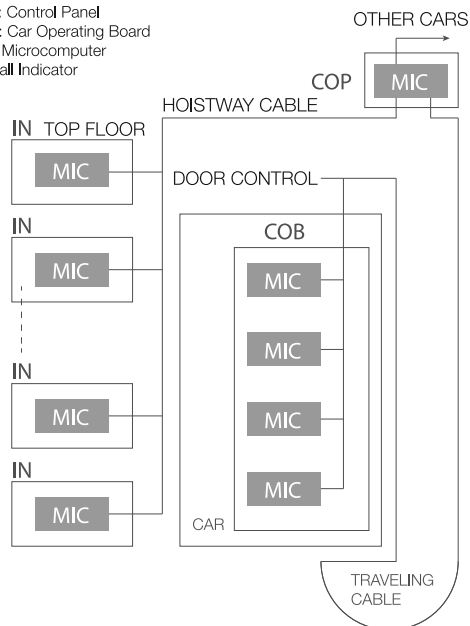 : Control Panel
: Car Operating Board
Microcomputer
all Indicator
OTHER CARS
COP
MIC
HOISTWAY CABLE
IN TOP FLOOR
MIC
DOOR CONTROL
IN
MIC
COB
MIC
MIC
IN
MIC
MIC
IN
MIC
MIC
CAR
TRAVELING
CABLE